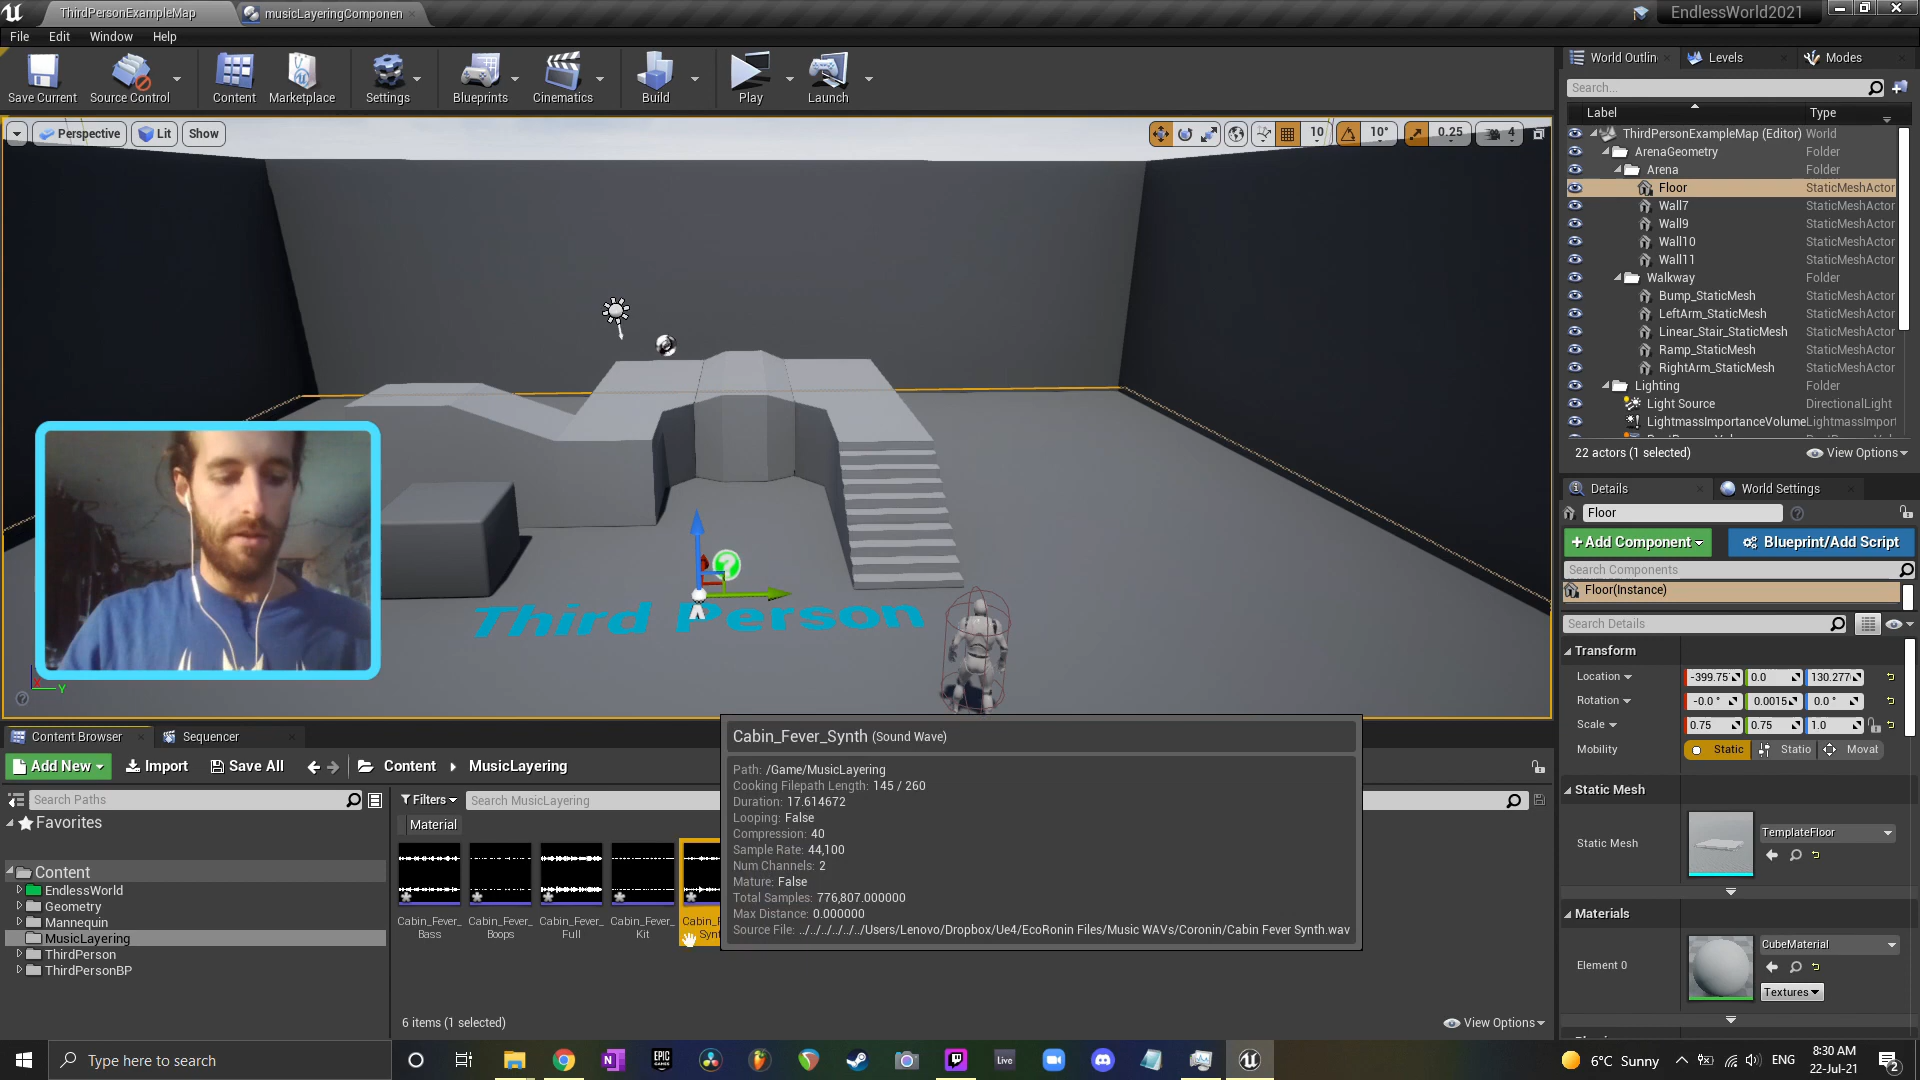 ThirdPersonExampleMap
musicLayeringComponen
EndlessWorld2021
File Edit Window Help
Save Current
Source Control
Content
Marketplace
Settings
Blueprints
Cinematics
Build
Play
Launch
Perspective
Lit
Show
10
10°
0.25
4
Third Person
World Outlin
Levels
Modes
Search...
Label Type
ThirdPersonExampleMap (Editor) World
ArenaGeometry Folder
Arena Folder
Floor StaticMeshActor
Wall7 StaticMeshActor
Wall9 StaticMeshActor
Wall10 StaticMeshActor
Wall11 StaticMeshActor
Walkway Folder
Bump_StaticMesh StaticMeshActor
LeftArm_StaticMesh StaticMeshActor
Linear_Stair_StaticMesh StaticMeshActor
Ramp_StaticMesh StaticMeshActor
RightArm_StaticMesh StaticMeshActor
Lighting Folder
Light Source DirectionalLight
LightmassImportanceVolume LightmassImport
22 actors (1 selected)
View Options
Details
World Settings
Floor
+Add Component
Blueprint/Add Script
Search Components
Floor(Instance)
Search Details
Transform
Location -399.75 0.0 130.277
Rotation -0.0 ° 0.0015 0.0 °
Scale 0.75 0.75 1.0
Mobility Static Statio Movat
Static Mesh
Static Mesh TemplateFloor
Materials
Element 0 CubeMaterial
Textures
Content Browser
Sequencer
Add New
Import
Save All
Content
MusicLayering
Search Paths
Filters
Search MusicLayering
Material
Favorites
Content
EndlessWorld
Geometry
Mannequin
MusicLayering
ThirdPerson
ThirdPersonBP
Cabin_Fever_
Bass
Cabin_Fever_
Boops
Cabin_Fever_
Full
Cabin_Fever_
Kit
Cabin_F
Synt
6 items (1 selected)
View Options
Cabin_Fever_Synth (Sound Wave)
Path: /Game/MusicLayering
Cooking Filepath Length: 145 / 260
Duration: 17.614672
Looping: False
Compression: 40
Sample Rate: 44,100
Num Channels: 2
Mature: False
Total Samples: 776,807.000000
Max Distance: 0.000000
Source File: ../../../../../../Users/Lenovo/Dropbox/Ue4/EcoRonin Files/Music WAVs/Coronin/Cabin Fever Synth.wav
Type here to search
EPIC
GAMES
Live
6°C Sunny
ENG
8:30 AM
22-Jul-21
2